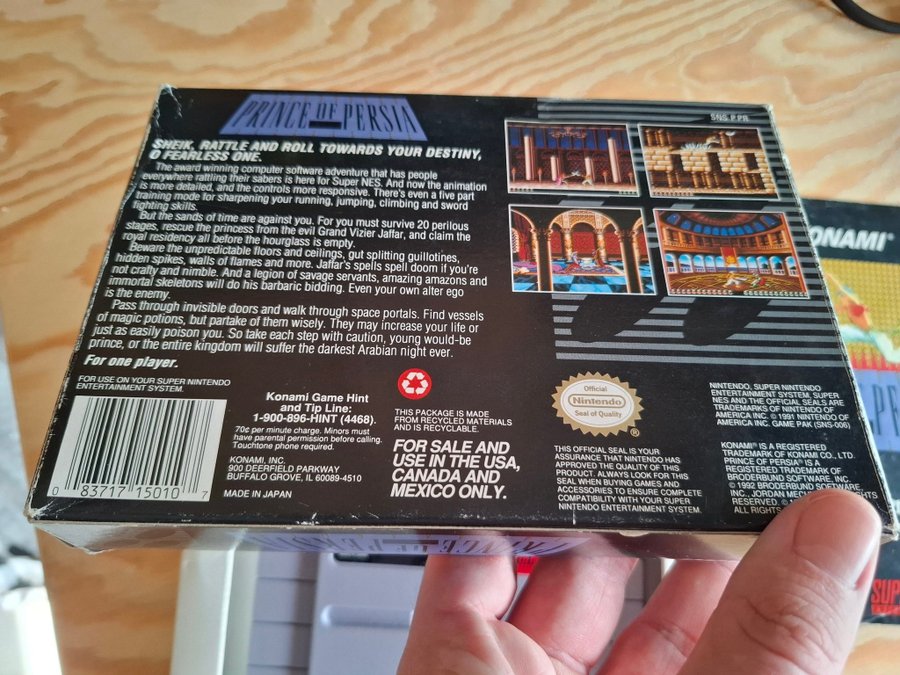 PRINCE OF PERSIA
SNS-P-PR
SHEIK, RATTLE AND ROLL TOWARDS YOUR DESTINY,
O FEARLESS ONE.
The award winning computer software adventure that has people
everywhere rattling their sabers is here for Super NES. And now the animation
is more detailed, and the controls more responsive. There's even a five part
training mode for sharpening your running, jumping, climbing and sword
fighting skills.
But the sands of time are against you. For you must survive 20 perilous
stages, rescue the princess from the evil Grand Vizier Jaffar, and claim the
royal residency all before the hourglass is empty.
Beware the unpredictable floors and ceilings, gut splitting guillotines,
hidden spikes, walls of flames and more. Jaffar's spells spell doom if you're
not crafty and nimble. And a legion of savage servants, amazing amazons and
immortal skeletons will do his barbaric bidding. Even your own alter ego
is the enemy.
Pass through invisible doors and walk through space portals. Find vessels
of magic potions, but partake of them wisely. They may increase your life or
just as easily poison you. So take each step with caution, young would-be
prince, or the entire kingdom will suffer the darkest Arabian night ever.
For one player.
FOR USE ON YOUR SUPER NINTENDO
ENTERTAINMENT SYSTEM.
0 83717 15010 7
Konami Game Hint
and Tip Line:
1-900-896-HINT (4468).
70¢ per minute charge. Minors must
have parental permission before calling.
Touchtone phone required.
KONAMI, INC.
900 DEERFIELD PARKWAY
BUFFALO GROVE, IL 60089-4510
MADE IN JAPAN
THIS PACKAGE IS MADE
FROM RECYCLED MATERIALS
AND IS RECYCLABLE.
FOR SALE AND
USE IN THE USA,
CANADA AND
MEXICO ONLY.
Official
Nintendo
Seal of Quality
®
THIS OFFICIAL SEAL IS YOUR
ASSURANCE THAT NINTENDO HAS
APPROVED THE QUALITY OF THIS
PRODUCT. ALWAYS LOOK FOR THIS
SEAL WHEN BUYING GAMES AND
ACCESSORIES TO ENSURE COMPLETE
COMPATIBILITY WITH YOUR SUPER
NINTENDO ENTERTAINMENT SYSTEM.
NINTENDO, SUPER NINTENDO
ENTERTAINMENT SYSTEM, SUPER
NES AND THE OFFICIAL SEALS ARE
TRADEMARKS OF NINTENDO OF
AMERICA INC. © 1991 NINTENDO OF
AMERICA INC. GAME PAK (SNS-006)
KONAMI® IS A REGISTERED
TRADEMARK OF KONAMI CO., LTD.
PRINCE OF PERSIA® IS A
REGISTERED TRADEMARK OF
BRODERBUND SOFTWARE, INC.
© 1992 BRODERBUND SOFTWARE,
INC., JORDAN
RESERVED. ©
ALL RIGHTS
KONAMI®
PE
SUP